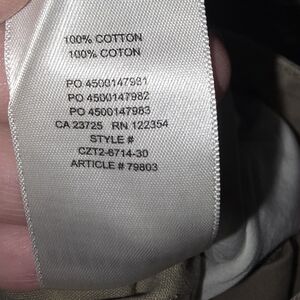 100% COTTON
100% COTON
PO 4500147981
PO 4500147982
PO 4500147983
CA 23725 RN 122354
STYLE #
CZT2-6714-30
ARTICLE # 79803